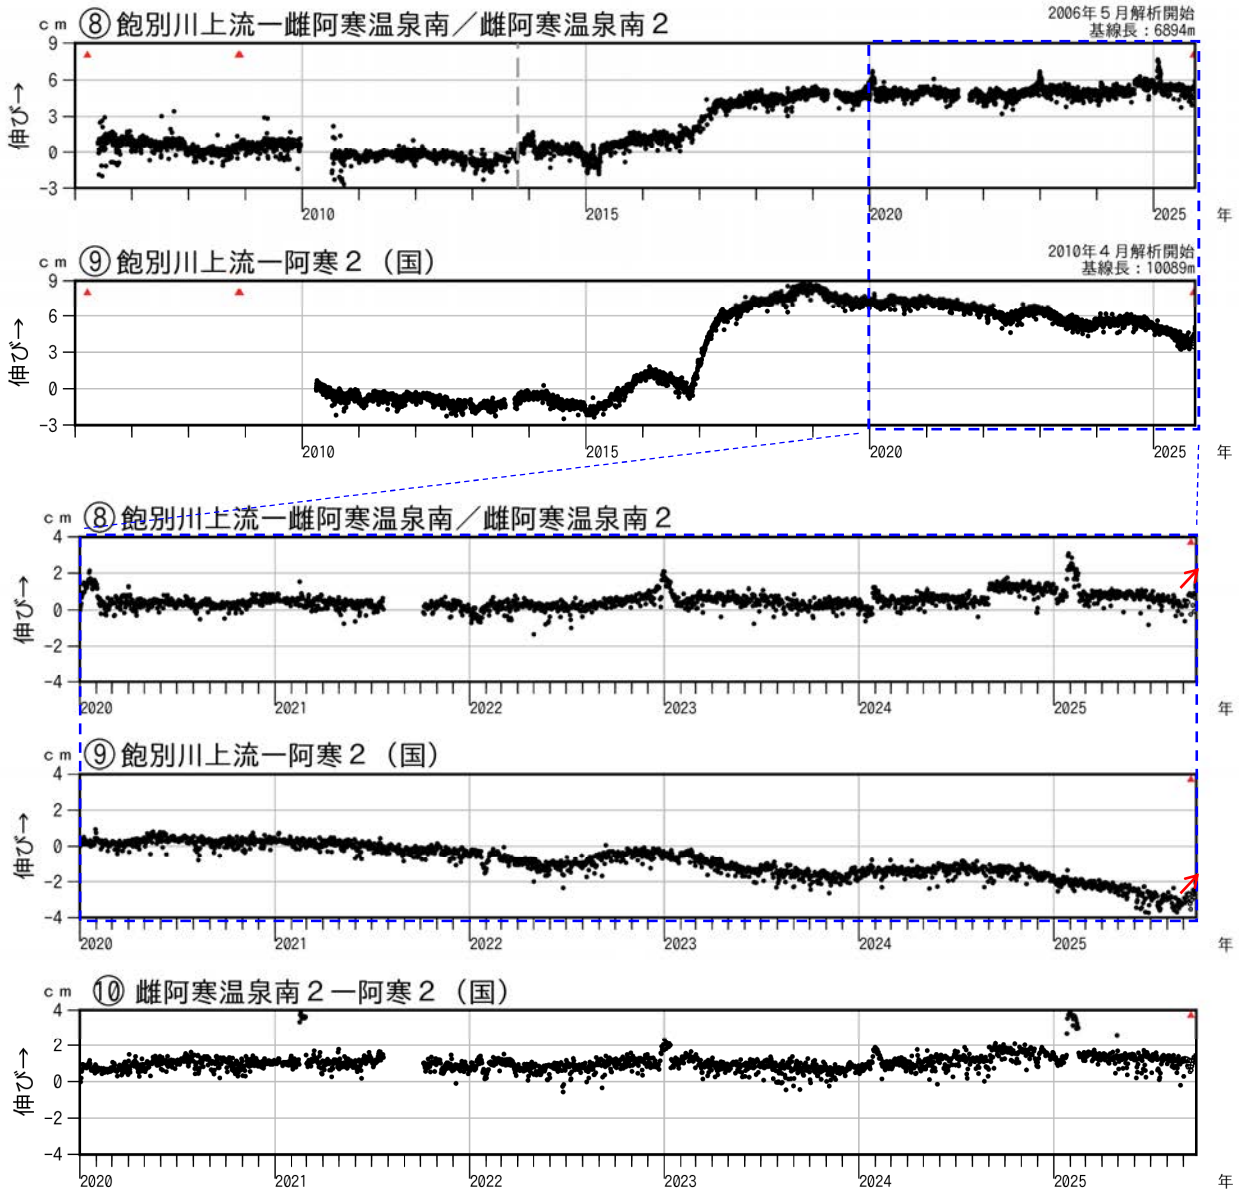 cm ⑧飽別川上流ー雌阿寒温泉南／雌阿寒温泉南２
2006年５月解析開始
基線長：6894m
9
6
3
0
-3
伸び→
2010 2015 2020 2025 年
cm ⑨飽別川上流ー阿寒２（国）
2010年４月解析開始
基線長：10089m
9
6
3
0
-3
伸び→
2010 2015 2020 2025 年
cm ⑧飽別川上流ー雌阿寒温泉南／雌阿寒温泉南２
4
2
0
-2
-4
伸び→
2020 2021 2022 2023 2024 2025 年
cm ⑨飽別川上流ー阿寒２（国）
4
2
0
-2
-4
伸び→
2020 2021 2022 2023 2024 2025 年
cm ⑩ 雌阿寒温泉南２ー阿寒２（国）
4
2
0
-2
-4
伸び→
2020 2021 2022 2023 2024 2025 年